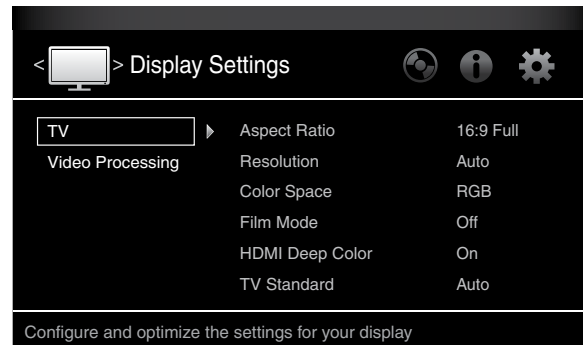 < > Display Settings
TV Aspect Ratio 16:9 Full
Video Processing Resolution Auto
Color Space RGB
Film Mode Off
HDMI Deep Color On
TV Standard Auto
Configure and optimize the settings for your display